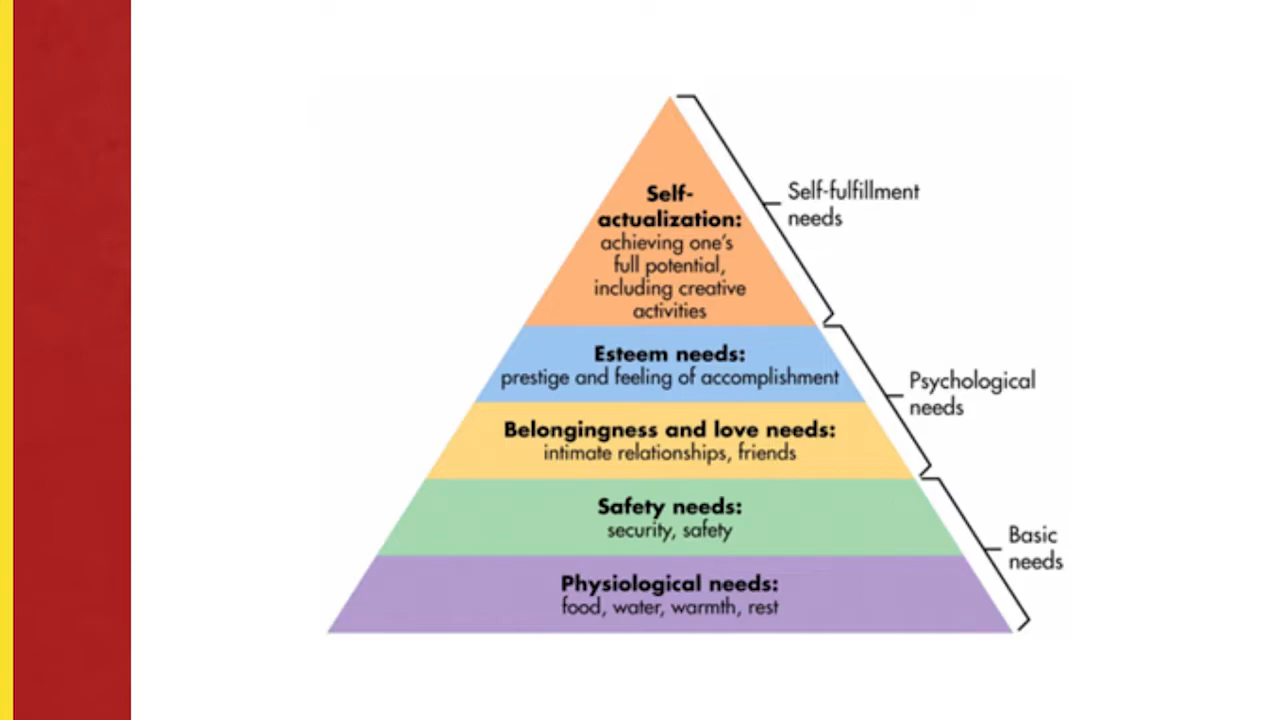 Self-
actualization:
achieving one's
full potential,
including creative
activities
Self-fulfillment
needs
Esteem needs:
prestige and feeling of accomplishment
Psychological
needs
Belongingness and love needs:
intimate relationships, friends
Safety needs:
security, safety
Basic
needs
Physiological needs:
food, water, warmth, rest